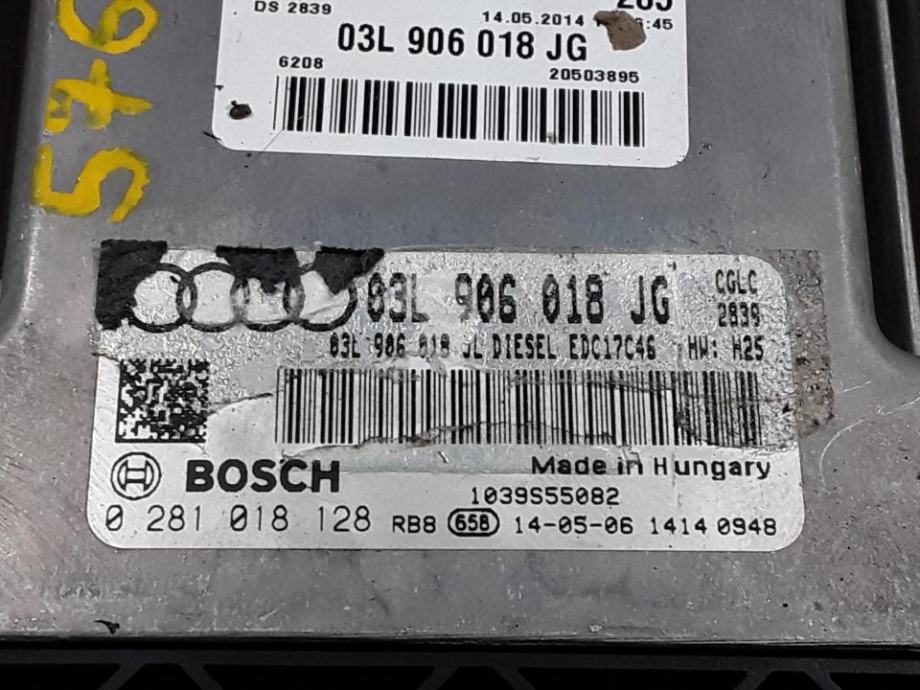 DS 2839
14.05.2014
03L 906 018 JG
6208 20503895
576
03L 906 018 JG CGLC
2839
03L 906 018 JL DIESEL EDC17C46 HW: H25
BOSCH Made in Hungary
1039S55082
0 281 018 128 RB8 658 14-05-06 1414 0948